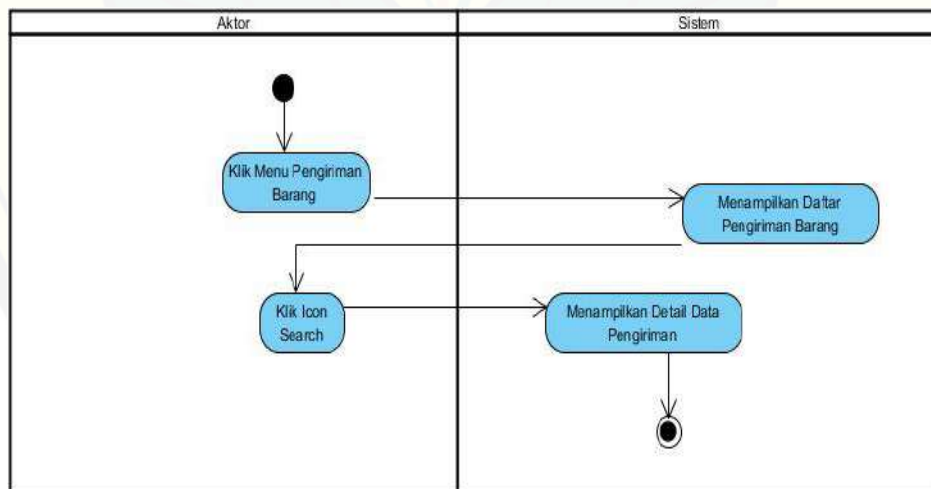 Aktor
Sistem
Klik Menu Pengiriman
Barang
Menampilkan Daftar
Pengiriman Barang
Klik Icon
Search
Menampilkan Detail Data
Pengiriman